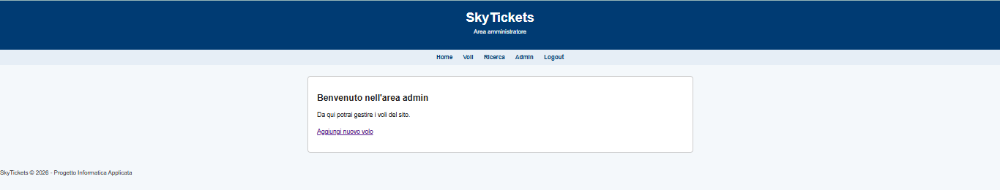 SkyTickets
Area amministratore
Home Voli Ricerca Admin Logout
Benvenuto nell'area admin
Da qui potrai gestire i voli del sito.
Aggiungi nuovo volo
SkyTickets © 2026 - Progetto Informatica Applicata